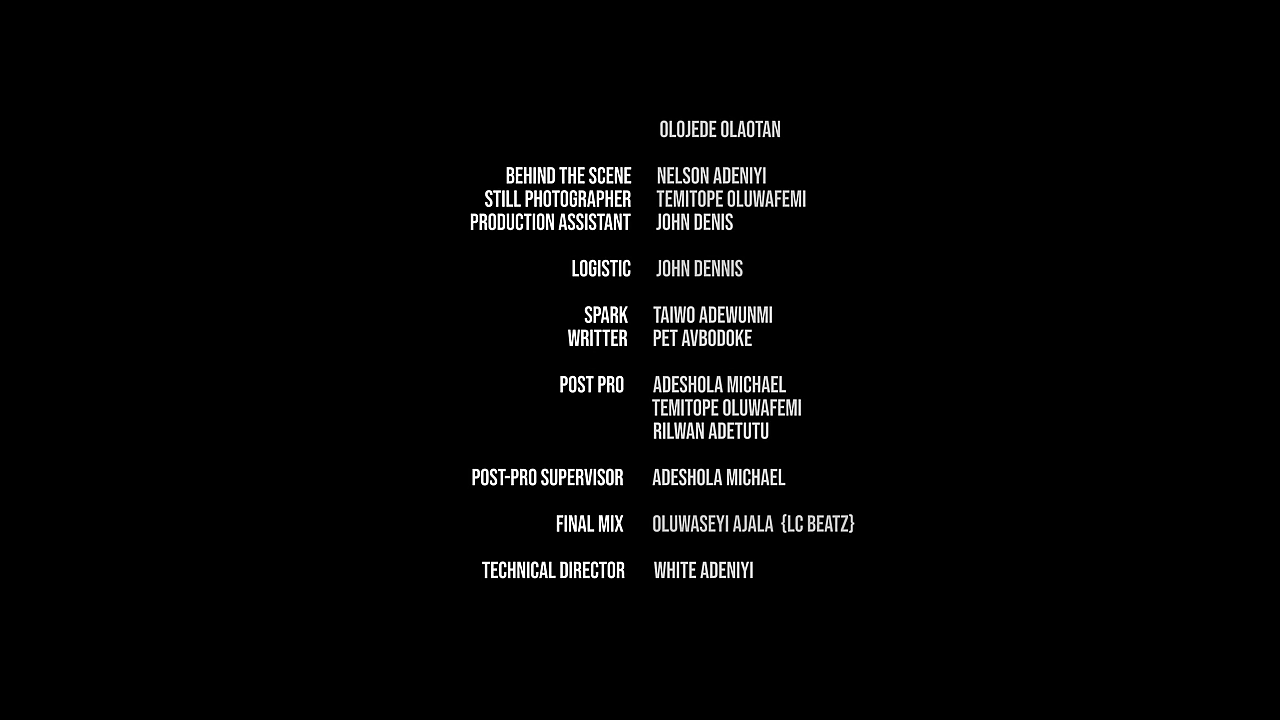 OLOJEDE OLAOTAN
BEHIND THE SCENE NELSON ADENIYI
STILL PHOTOGRAPHER TEMITOPE OLUWAFEMI
PRODUCTION ASSISTANT JOHN DENIS
LOGISTIC JOHN DENNIS
SPARK TAIWO ADEWUNMI
WRITTER PET AVBODOKE
POST PRO ADESHOLA MICHAEL
TEMITOPE OLUWAFEMI
RILWAN ADETUTU
POST-PRO SUPERVISOR ADESHOLA MICHAEL
FINAL MIX OLUWASEYI AJALA {LC BEATZ}
TECHNICAL DIRECTOR WHITE ADENIYI